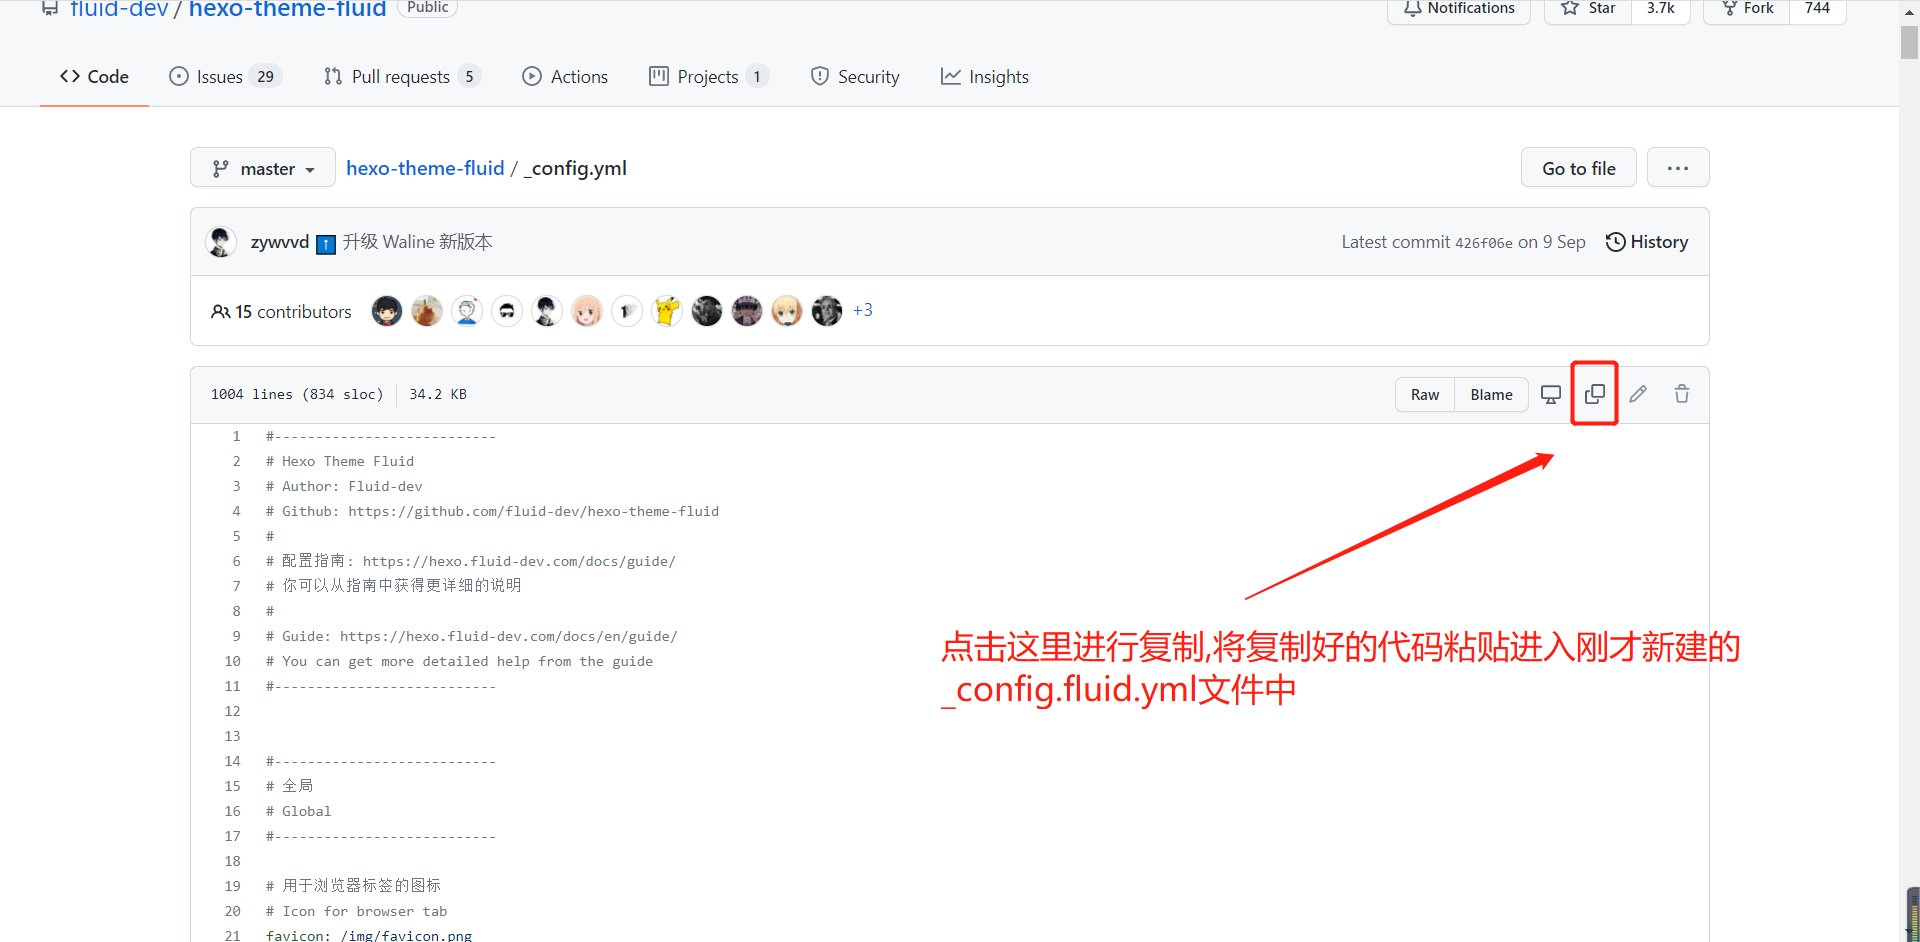 fluid-dev / hexo-theme-fluid Public
Notifications Star 3.7k Fork 744
Code Issues 29 Pull requests 5 Actions Projects 1 Security Insights
master hexo-theme-fluid / _config.yml Go to file ...
zywvvd ↑ 升级 Waline 新版本 Latest commit 426f06e on 9 Sep History
15 contributors +3
1004 lines (834 sloc) 34.2 KB Raw Blame
1 #---------------------------
2 # Hexo Theme Fluid
3 # Author: Fluid-dev
4 # Github: https://github.com/fluid-dev/hexo-theme-fluid
5 #
6 # 配置指南: https://hexo.fluid-dev.com/docs/guide/
7 # 你可以从指南中获得更详细的说明
8 #
9 # Guide: https://hexo.fluid-dev.com/docs/en/guide/
10 # You can get more detailed help from the guide
11 #---------------------------
12
13
14 #---------------------------
15 # 全局
16 # Global
17 #---------------------------
18
19 # 用于浏览器标签的图标
20 # Icon for browser tab
21 favicon: /img/favicon.png
点击这里进行复制,将复制好的代码粘贴进入刚才新建的
_config.fluid.yml文件中